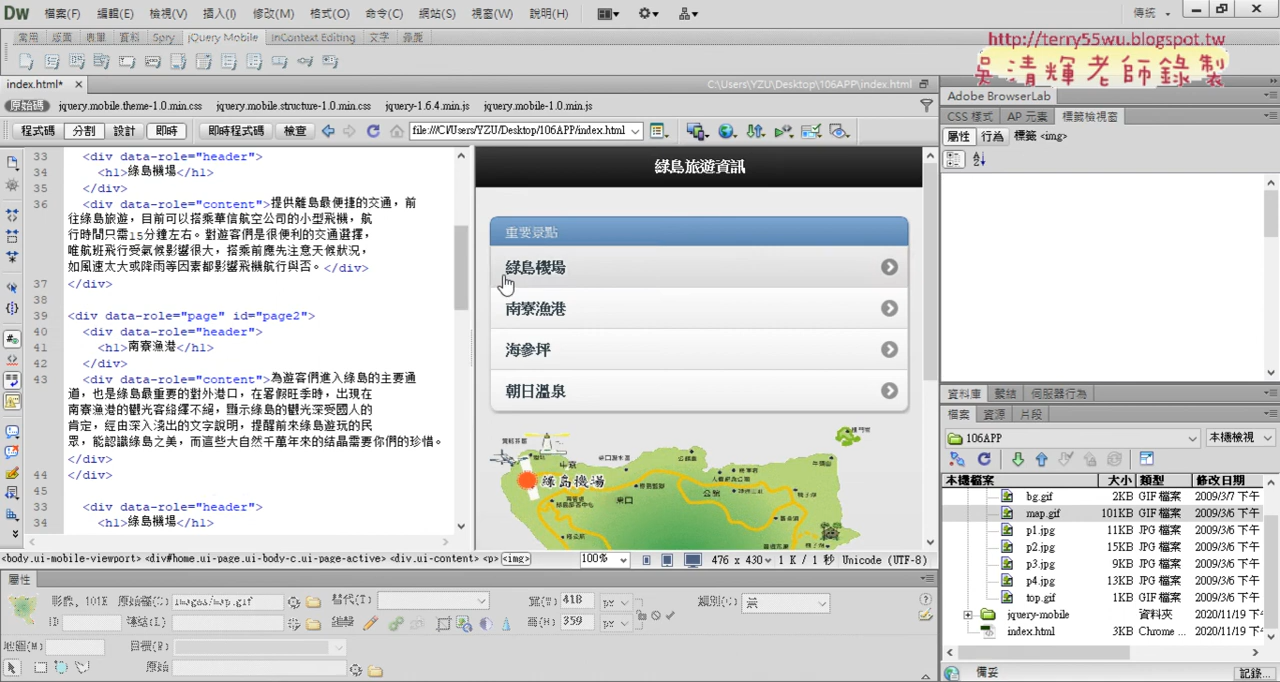 Dw 檔案(F) 編輯(E) 檢視(V) 插入(I) 修改(M) 格式(O) 命令(C) 網站(S) 視窗(W) 說明(H) 傳統
http://terry55wu.blogspot.tw
吳清輝老師錄製
常用 版面 表單 資料 Spry jQuery Mobile InContext Editing 文字 我的最愛
index.html* C:\Users\YZU\Desktop\106APP\index.html
原始碼 jquery.mobile.theme-1.0.min.css jquery.mobile.structure-1.0.min.css jquery-1.6.4.min.js jquery.mobile-1.0.min.js
程式碼 分割 設計 即時 即時程式碼 檢查 file:///C|/Users/YZU/Desktop/106APP/index.html
33 <div data-role="header">
34 <h1>綠島機場</h1>
35 </div>
36 <div data-role="content">提供離島最便捷的交通，前
往綠島旅遊，目前可以搭乘華信航空公司的小型飛機，航
行時間只需15分鐘左右。對遊客們是很便利的交通選擇，
唯航班飛行受氣候影響很大，搭乘前應先注意天候狀況，
如風速太大或降雨等因素都影響飛機航行與否。</div>
37 </div>
38
39 <div data-role="page" id="page2">
40 <div data-role="header">
41 <h1>南寮漁港</h1>
42 </div>
43 <div data-role="content">為遊客們進入綠島的主要通
道，也是綠島最重要的對外港口，在暑假旺季時，出現在
南寮漁港的觀光客絡繹不絕，顯示綠島的觀光深受國人的
肯定，經由深入淺出的文字說明，提醒前來綠島遊玩的民
眾，能認識綠島之美，而這些大自然千萬年來的結晶需要你們的珍惜。
</div>
44 </div>
45
33 <div data-role="header">
34 <h1>綠島機場</h1>
綠島旅遊資訊
重要景點
綠島機場
南寮漁港
海參坪
朝日溫泉
綠島機場
<body.ui-mobile-viewport> <div#home.ui-page.ui-body-c.ui-page-active> <div.ui-content> <p> <img> 100% 476 x 430 1 K / 1 秒 Unicode (UTF-8)
屬性
影像, 101K 原始檔(C) images/map.gif 替代(T) 寬(W) 418 px 類別(C) 無
ID 連結(L) 編輯 高(H) 359 px
地圖(M) 目標(R)
原始
Adobe BrowserLab
CSS 樣式 AP 元素 標籤檢視窗
屬性 行為 標籤 <img>
資料庫 繫結 伺服器行為
檔案 資源 片段
106APP 本機檢視
本機檔案 大小 類型 修改日期
bg.gif 2KB GIF 檔案 2009/3/7 下午
map.gif 101KB GIF 檔案 2009/3/6 下午
p1.jpg 11KB JPG 檔案 2009/3/6 下午
p2.jpg 15KB JPG 檔案 2009/3/6 下午
p3.jpg 9KB JPG 檔案 2009/3/6 下午
p4.jpg 13KB JPG 檔案 2009/3/6 下午
top.gif 1KB GIF 檔案 2009/3/6 下午
jquery-mobile 資料夾 2020/11/19 下
index.html 3KB Chrome ... 2020/11/19 下
備妥 記錄...